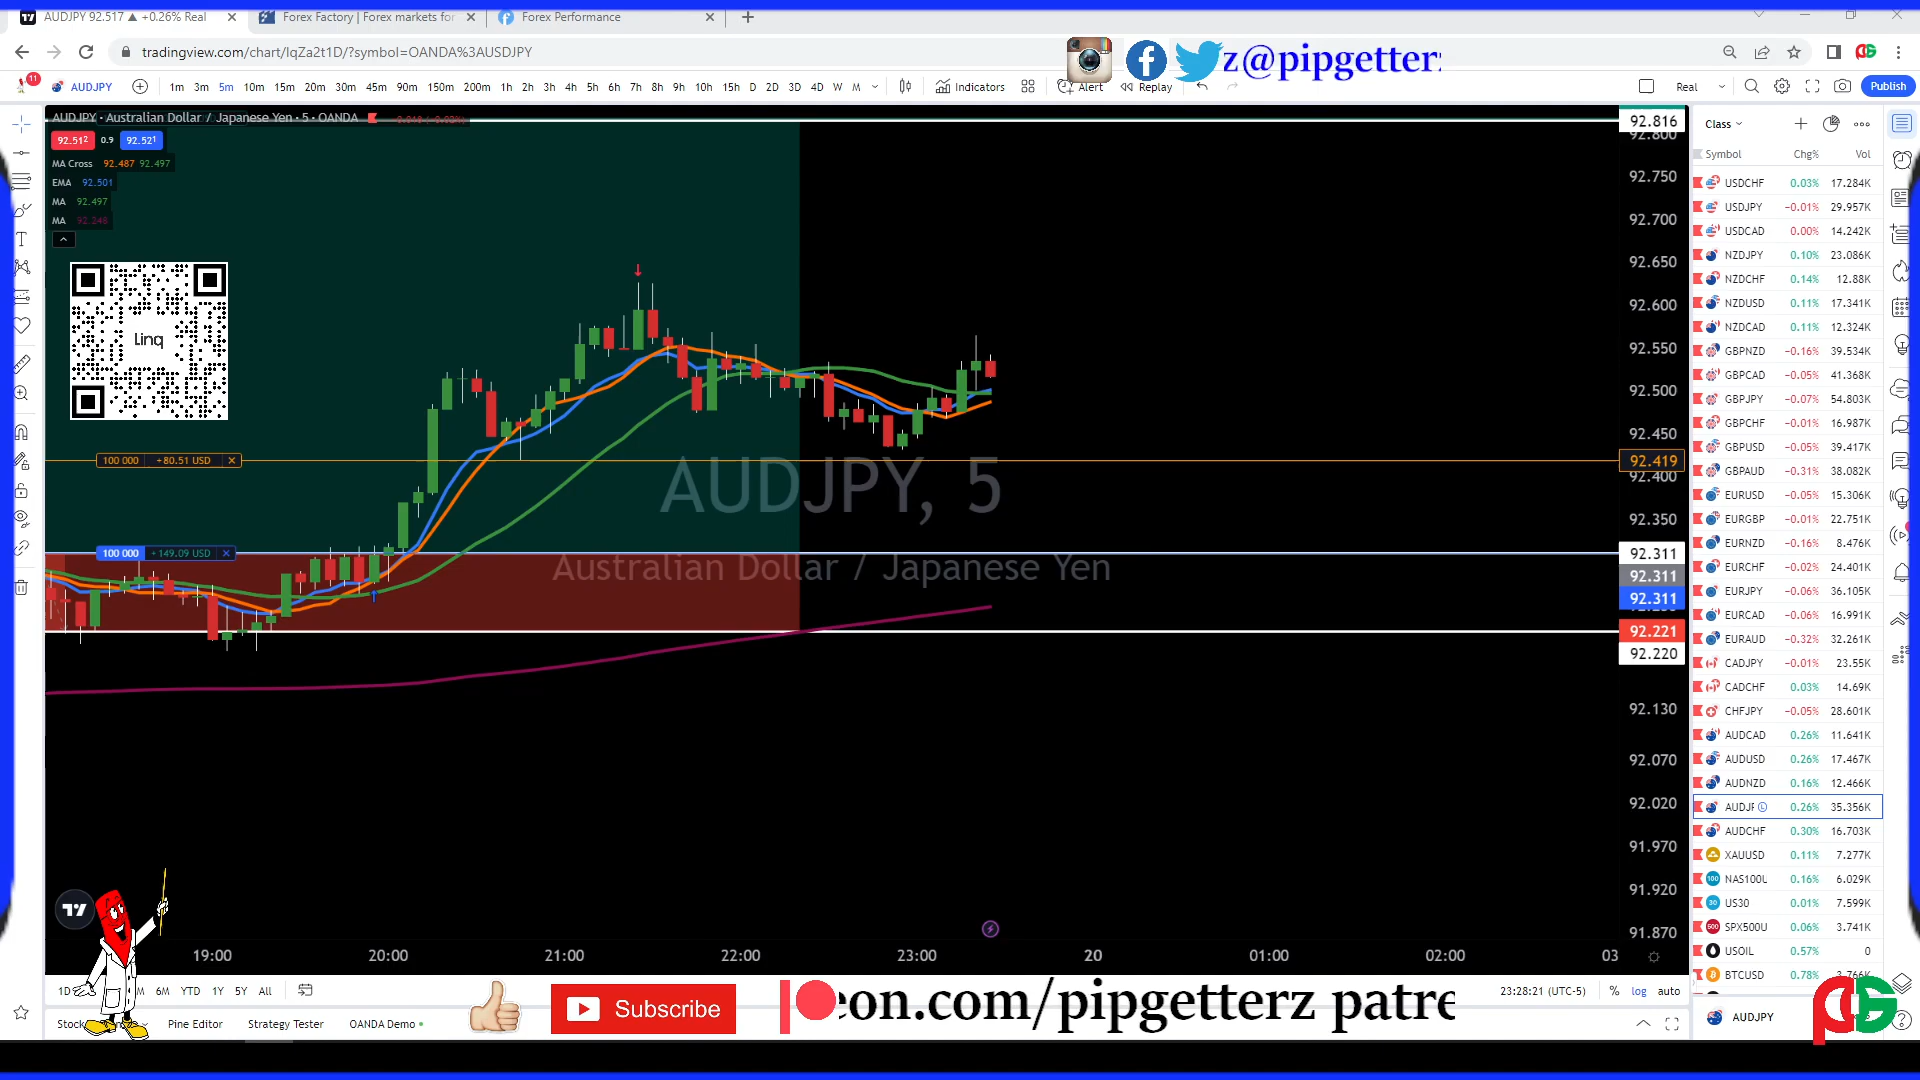 AUDJPY 92.517 ▲ +0.26% Real
Forex Factory | Forex markets for
Forex Performance
tradingview.com/chart/lqZa2t1D/?symbol=OANDA%3AUSDJPY
z@pipgetterz
11
AUDJPY
1m 3m 5m 10m 15m 20m 30m 45m 90m 150m 200m 1h 2h 3h 4h 5h 6h 7h 8h 9h 10h 15h D 2D 3D 4D W M
Indicators
Alert
Replay
Real
Publish
AUDJPY · Australian Dollar / Japanese Yen · 5 · OANDA
92.512 0.9 92.521
MA Cross 92.487 92.497
EMA 92.501
MA 92.497
MA 92.246
Linq
100 000 +80.51 USD
100 000 +149.09 USD
AUDJPY, 5
Australian Dollar / Japanese Yen
92.816
92.800
92.750
92.700
92.650
92.600
92.550
92.500
92.450
92.419
92.400
92.350
92.311
92.311
92.311
92.221
92.220
92.130
92.070
92.020
91.970
91.920
91.870
19:00 20:00 21:00 22:00 23:00 20 01:00 02:00 03
Class
Symbol Chg% Vol
USDCHF 0.03% 17.284K
USDJPY −0.01% 29.957K
USDCAD 0.00% 14.242K
NZDJPY 0.10% 23.086K
NZDCHF 0.14% 12.88K
NZDUSD 0.11% 17.341K
NZDCAD 0.11% 12.324K
GBPNZD −0.16% 39.534K
GBPCAD −0.05% 41.368K
GBPJPY −0.07% 54.803K
GBPCHF −0.01% 16.987K
GBPUSD −0.05% 39.417K
GBPAUD −0.31% 38.082K
EURUSD −0.05% 15.306K
EURGBP −0.01% 22.751K
EURNZD −0.16% 8.476K
EURCHF −0.02% 24.401K
EURJPY −0.06% 36.105K
EURCAD −0.06% 16.991K
EURAUD −0.32% 32.261K
CADJPY −0.01% 23.55K
CADCHF 0.03% 14.69K
CHFJPY −0.05% 28.601K
AUDCAD 0.26% 11.641K
AUDUSD 0.26% 17.467K
AUDNZD 0.16% 12.466K
AUDJP 0.26% 35.356K
AUDCHF 0.30% 16.703K
XAUUSD 0.11% 7.277K
NAS100U 0.16% 6.029K
US30 0.01% 7.599K
SPX500U 0.06% 3.741K
USOIL 0.57% 0
BTCUSD 0.78% 3.766K
AUDJPY
1D M 6M YTD 1Y 5Y All
Subscribe
eon.com/pipgetterz patre
23:28:21 (UTC-5) % log auto
Stock
Pine Editor
Strategy Tester
OANDA Demo
PG